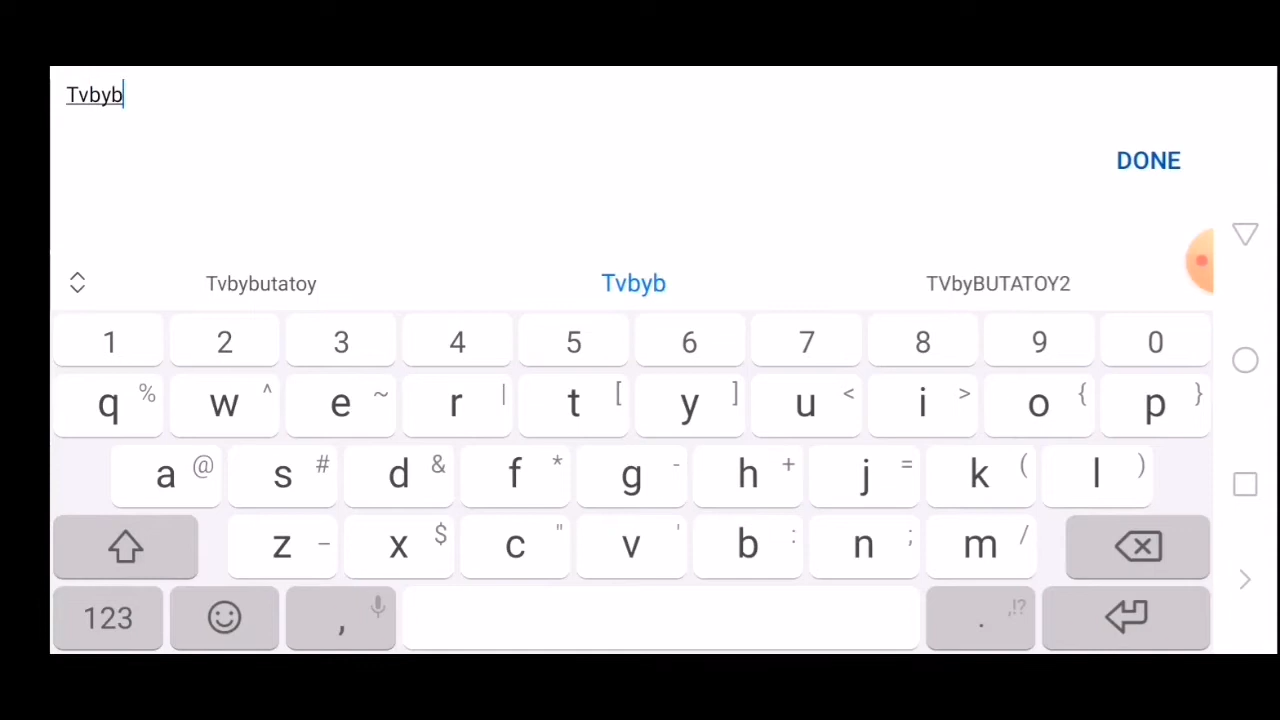 Tvbyb
DONE
Tvbybutatoy Tvbyb TVbyBUTATOY2
1 2 3 4 5 6 7 8 9 0
q % w ^ e ~ r | t [ y ] u < i > o { p }
a @ s # d & f * g - h + j = k ( l )
z _ x $ c " v ' b : n ; m /
123 , . ,!?